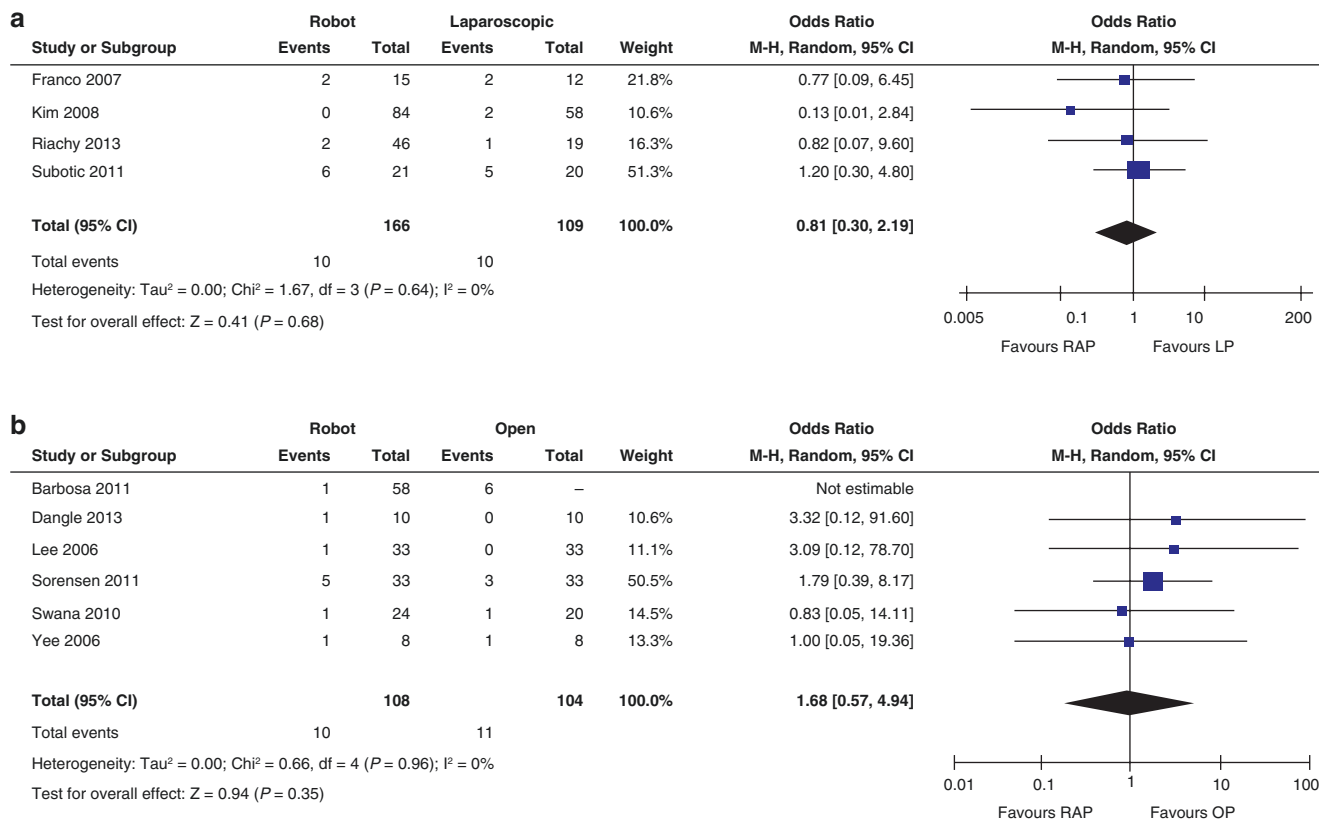 a
Robot Laparoscopic Odds Ratio Odds Ratio
Study or Subgroup Events Total Events Total Weight M-H, Random, 95% CI M-H, Random, 95% CI
Franco 2007 2 15 2 12 21.8% 0.77 [0.09, 6.45]
Kim 2008 0 84 2 58 10.6% 0.13 [0.01, 2.84]
Riachy 2013 2 46 1 19 16.3% 0.82 [0.07, 9.60]
Subotic 2011 6 21 5 20 51.3% 1.20 [0.30, 4.80]
Total (95% CI) 166 109 100.0% 0.81 [0.30, 2.19]
Total events 10 10
Heterogeneity: Tau² = 0.00; Chi² = 1.67, df = 3 (P = 0.64); I² = 0%
Test for overall effect: Z = 0.41 (P = 0.68)
0.005 0.1 1 10 200
Favours RAP Favours LP
b
Robot Open Odds Ratio Odds Ratio
Study or Subgroup Events Total Events Total Weight M-H, Random, 95% CI M-H, Random, 95% CI
Barbosa 2011 1 58 6 – Not estimable
Dangle 2013 1 10 0 10 10.6% 3.32 [0.12, 91.60]
Lee 2006 1 33 0 33 11.1% 3.09 [0.12, 78.70]
Sorensen 2011 5 33 3 33 50.5% 1.79 [0.39, 8.17]
Swana 2010 1 24 1 20 14.5% 0.83 [0.05, 14.11]
Yee 2006 1 8 1 8 13.3% 1.00 [0.05, 19.36]
Total (95% CI) 108 104 100.0% 1.68 [0.57, 4.94]
Total events 10 11
Heterogeneity: Tau² = 0.00; Chi² = 0.66, df = 4 (P = 0.96); I² = 0%
Test for overall effect: Z = 0.94 (P = 0.35)
0.01 0.1 1 10 100
Favours RAP Favours OP